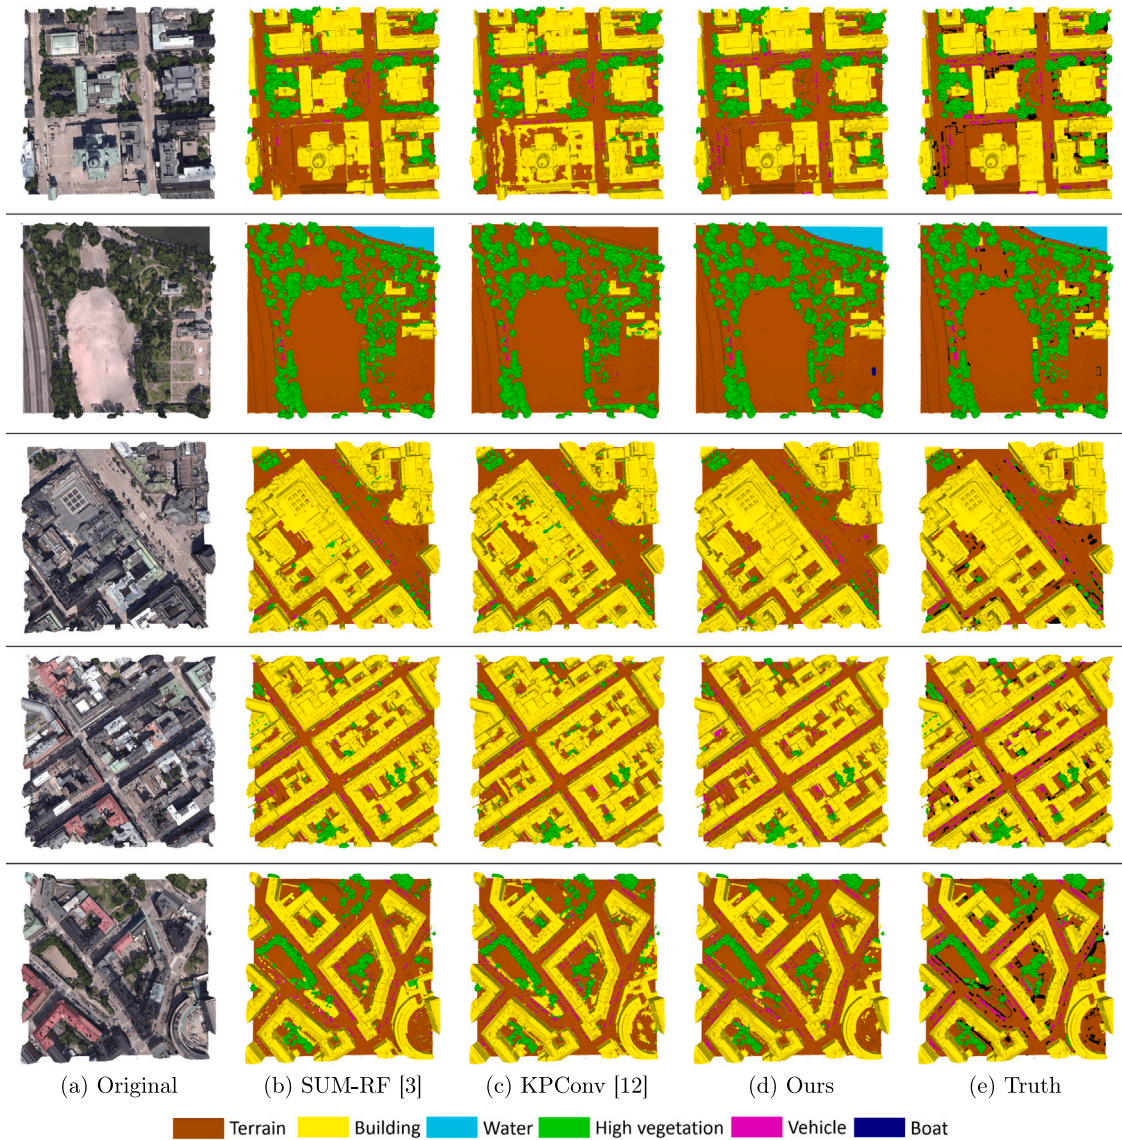 (a) Original (b) SUM-RF [3] (c) KPConv [12] (d) Ours (e) Truth
Terrain Building Water High vegetation Vehicle Boat